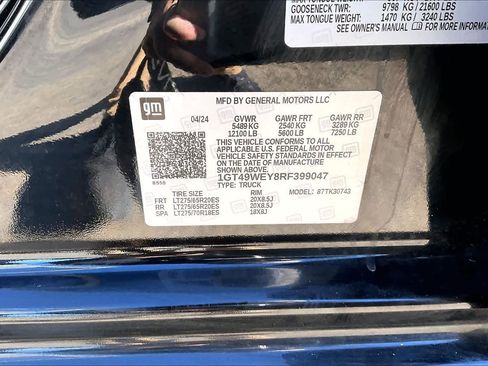 GOOSENECK TWR: 9798 KG / 21600 LBS
MAX TONGUE WEIGHT: 1470 KG / 3240 LBS
SEE OWNER'S MANUAL FOR MORE INFORMA
gm
MFD BY GENERAL MOTORS LLC
04/24 GVWR GAWR FRT GAWR RR
5489 KG 2540 KG 3289 KG
12100 LB 5600 LB 7250 LB
THIS VEHICLE CONFORMS TO ALL
APPLICABLE U.S. FEDERAL MOTOR
VEHICLE SAFETY STANDARDS IN
EFFECT ON THE DATE OF
MANUFACTURE SHOWN ABOVE.
1GT49WEY8RF399047
TYPE: TRUCK MODEL: 87TK30743
TIRE SIZE RIM
FRT LT275/65R20ES 20X8.5J
RR LT275/65R20ES 20X8.5J
SPA LT275/70R18ES 18X8J